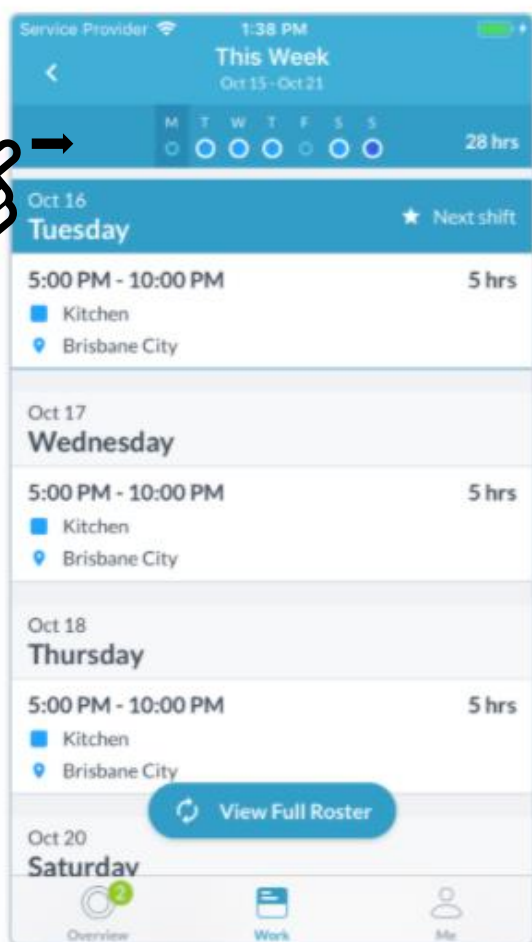 Service Provider 1:38 PM
This Week
Oct 15 - Oct 21
M T W T F S S
28 hrs
Oct 16
Tuesday
Next shift
5:00 PM - 10:00 PM 5 hrs
Kitchen
Brisbane City
Oct 17
Wednesday
5:00 PM - 10:00 PM 5 hrs
Kitchen
Brisbane City
Oct 18
Thursday
5:00 PM - 10:00 PM 5 hrs
Kitchen
Brisbane City
View Full Roster
Oct 20
Saturday
2
Overview Work Me